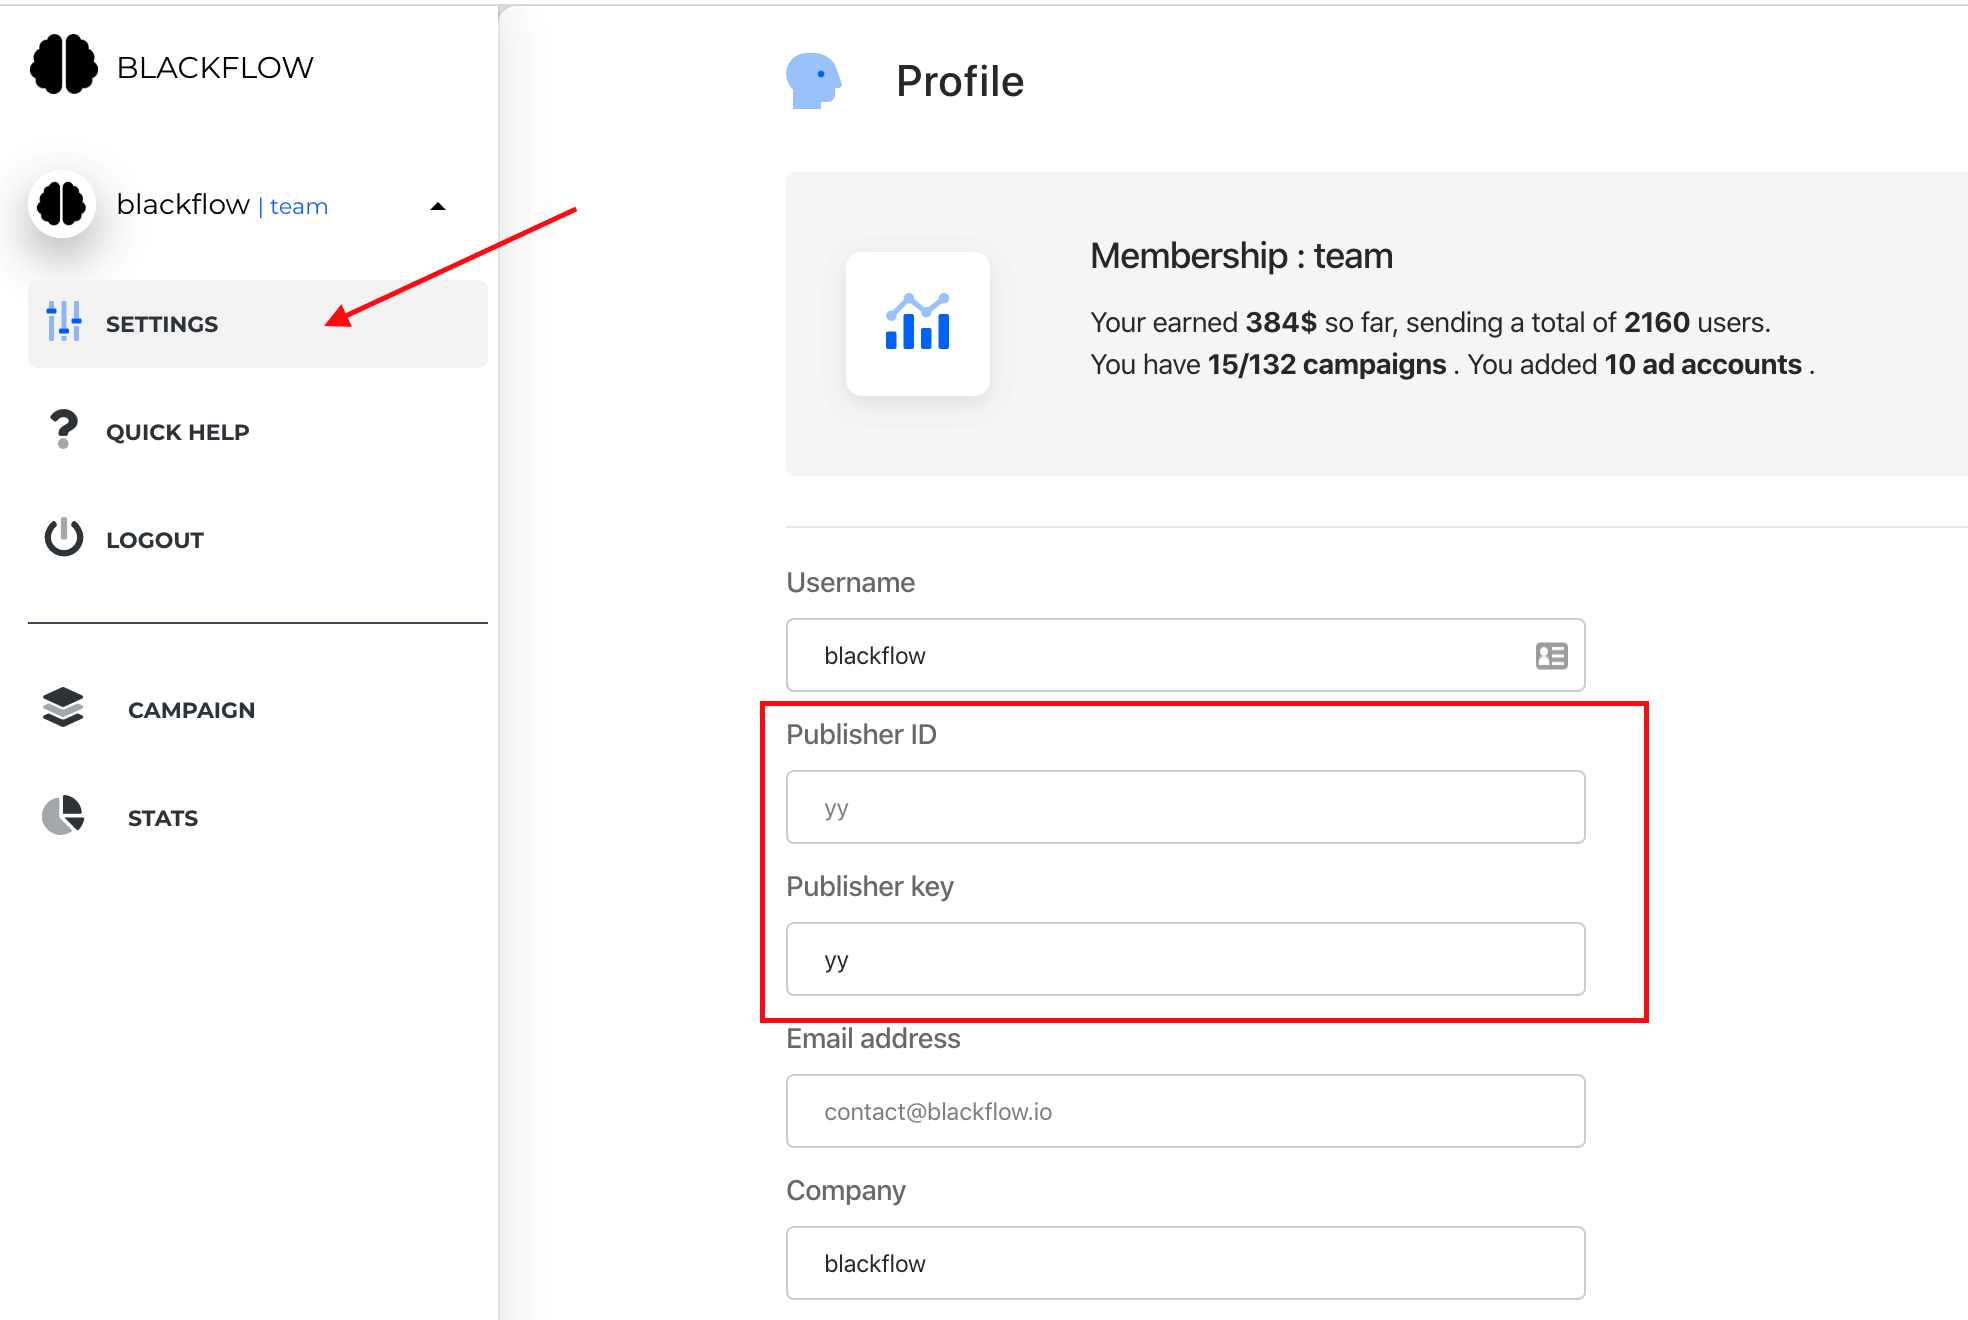 BLACKFLOW
blackflow | team
SETTINGS
QUICK HELP
LOGOUT
CAMPAIGN
STATS
Profile
Membership : team
Your earned 384$ so far, sending a total of 2160 users.
You have 15/132 campaigns . You added 10 ad accounts .
Username
blackflow
Publisher ID
yy
Publisher key
yy
Email address
contact@blackflow.io
Company
blackflow